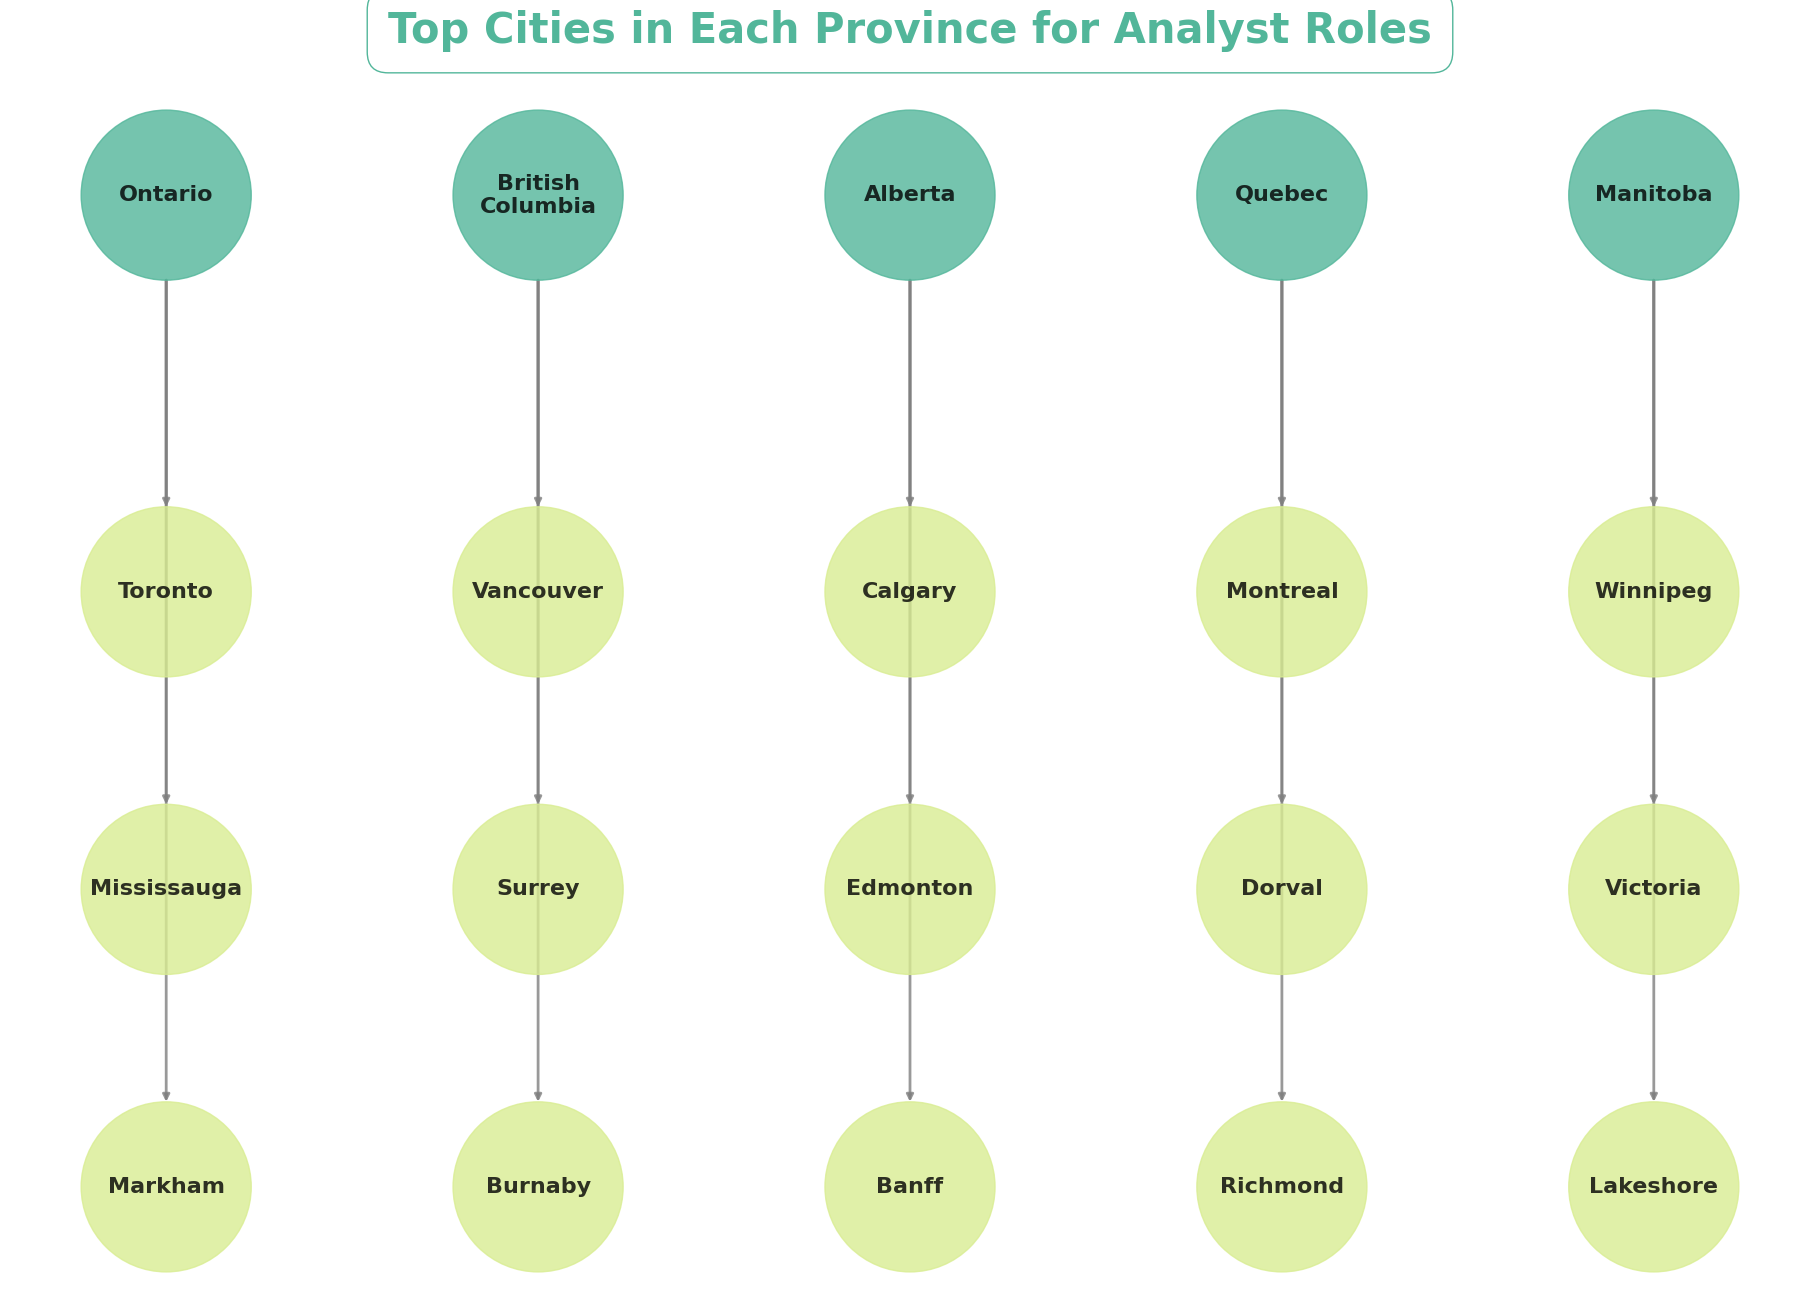 Top Cities in Each Province for Analyst Roles
Ontario
British
Columbia
Alberta
Quebec
Manitoba
Toronto
Vancouver
Calgary
Montreal
Winnipeg
Mississauga
Surrey
Edmonton
Dorval
Victoria
Markham
Burnaby
Banff
Richmond
Lakeshore